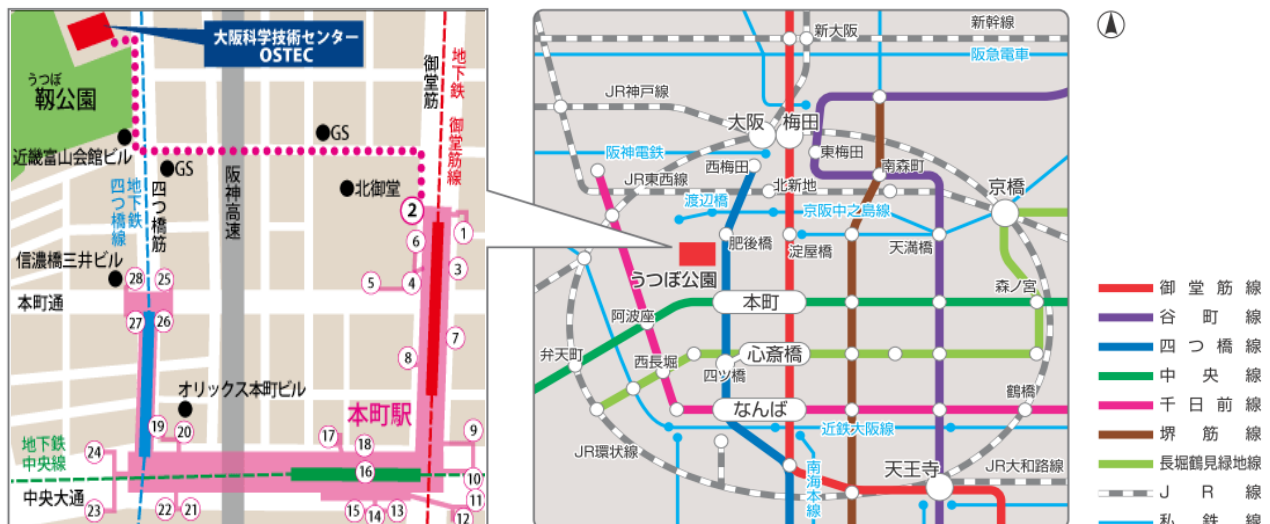 大阪科学技術センター
OSTEC
うつぼ
靱公園
御堂筋
地下鉄 御堂筋線
GS
近畿富山会館ビル
GS
地下鉄
四つ橋線
四つ橋筋
阪神高速
北御堂
2
1
6
3
5
4
信濃橋三井ビル
28
25
本町通
27
26
7
8
オリックス本町ビル
本町駅
19
20
17
18
9
地下鉄
中央線
24
16
10
中央大通
23
22
21
15
14
13
11
12
新幹線
新大阪
阪急電車
JR神戸線
大阪
梅田
阪神電鉄
西梅田
東梅田
南森町
JR東西線
北新地
京橋
渡辺橋
京阪中之島線
肥後橋
淀屋橋
天満橋
うつぼ公園
森ノ宮
本町
阿波座
弁天町
心斎橋
西長堀
四ツ橋
鶴橋
なんば
近鉄大阪線
JR環状線
南海本線
天王寺
JR大和路線
御堂筋線
谷町線
四つ橋線
中央線
千日前線
堺筋線
長堀鶴見緑地線
JR線
私鉄線